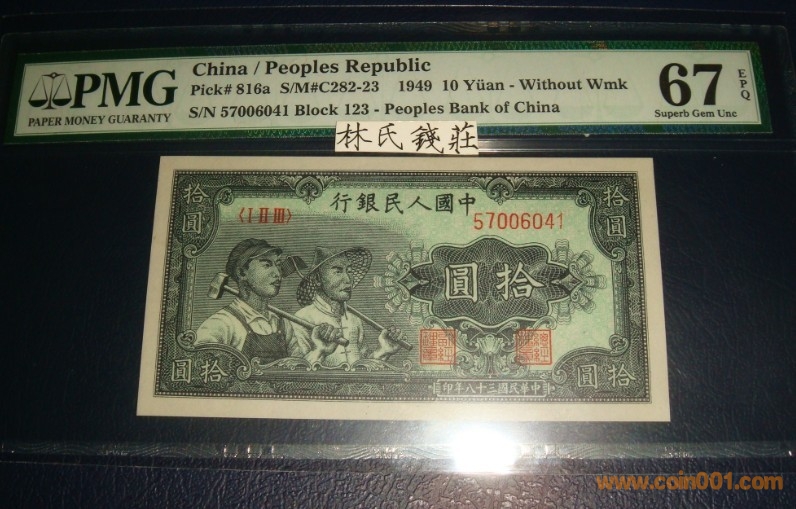 PMG
PAPER MONEY GUARANTY
China / Peoples Republic
Pick# 816a S/M#C282-23 1949 10 Yüan - Without Wmk
S/N 57006041 Block 123 - Peoples Bank of China
67 EPQ
Superb Gem Unc
林氏錢莊
行銀民人國中
〈I II III〉
57006041
拾圓
拾圓
圓拾
拾圓
圓拾
印年八十三國民華中
www.coin001.com